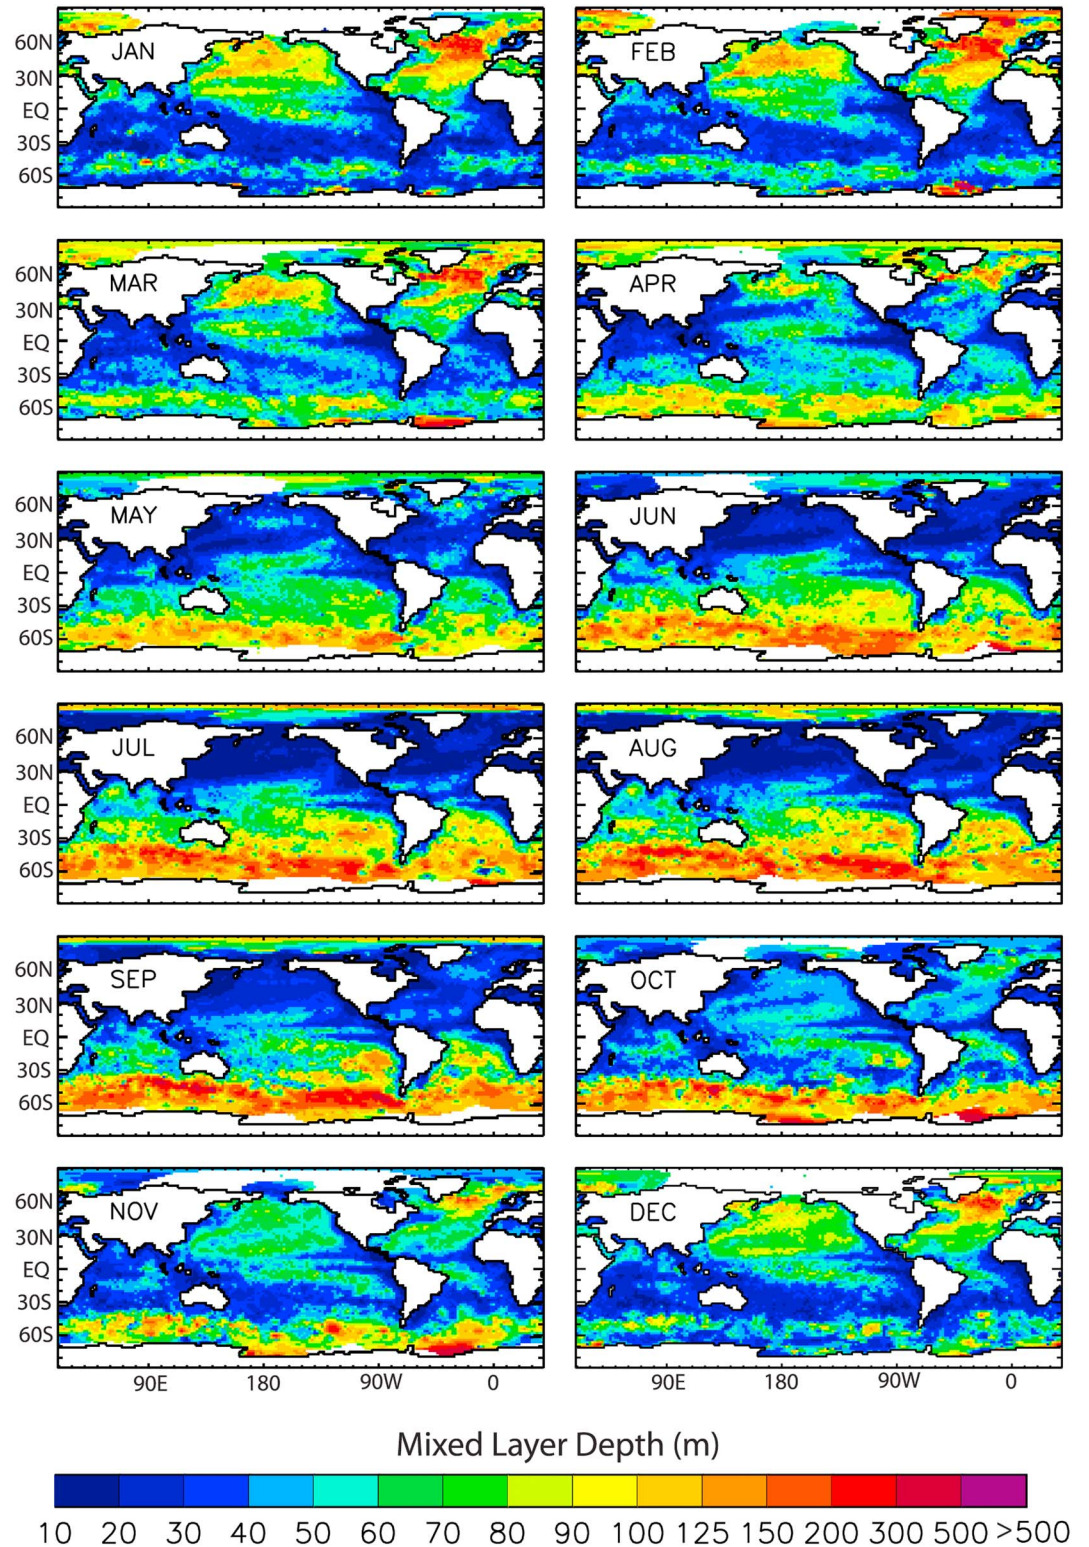 JAN
FEB
60N
30N
EQ
30S
60S
MAR
APR
60N
30N
EQ
30S
60S
MAY
JUN
60N
30N
EQ
30S
60S
JUL
AUG
60N
30N
EQ
30S
60S
SEP
OCT
60N
30N
EQ
30S
60S
NOV
DEC
60N
30N
EQ
30S
60S
90E 180 90W 0 90E 180 90W 0
Mixed Layer Depth (m)
10 20 30 40 50 60 70 80 90 100 125 150 200 300 500 >500